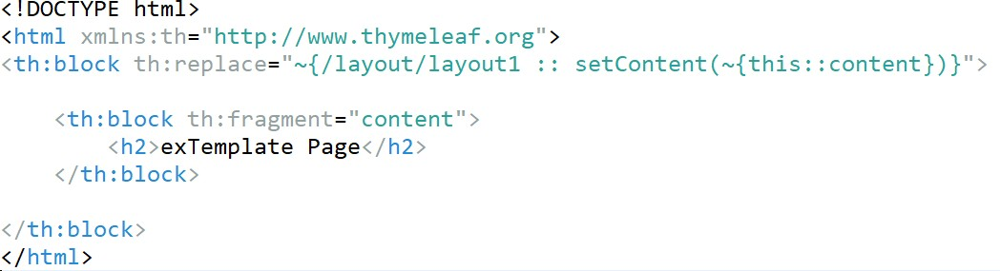 <!DOCTYPE html>
<html xmlns:th="http://www.thymeleaf.org">
<th:block th:replace="~{/layout/layout1 :: setContent(~{this::content})}">
<th:block th:fragment="content">
<h2>exTemplate Page</h2>
</th:block>
</th:block>
</html>